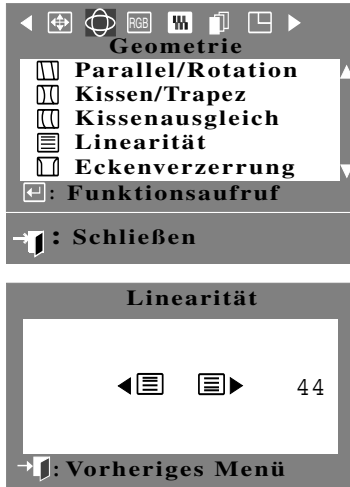 RGB
Geometrie
Parallel/Rotation
Kissen/Trapez
Kissenausgleich
Linearität
Eckenverzerrung
: Funktionsaufruf
: Schließen
Linearität
44
: Vorheriges Menü